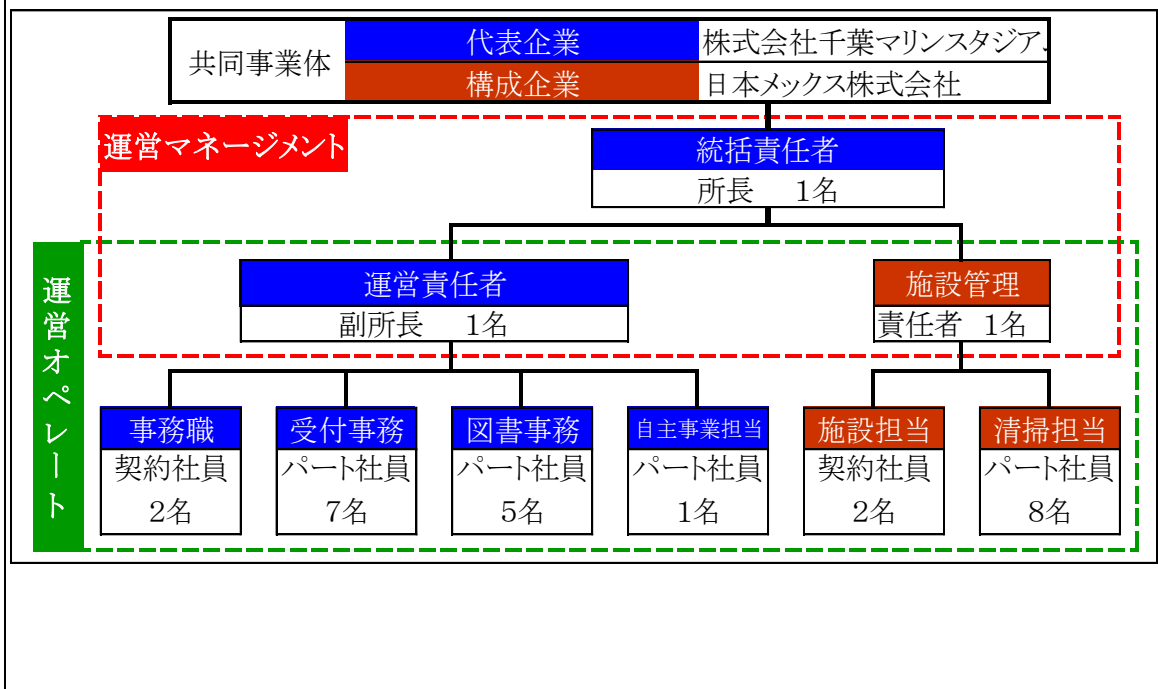 共同事業体
代表企業
株式会社千葉マリンスタジア
構成企業
日本メックス株式会社
運営マネージメント
統括責任者
所長 1名
運営オペレート
運営責任者
副所長 1名
施設管理
責任者 1名
事務職
契約社員
2名
受付事務
パート社員
7名
図書事務
パート社員
5名
自主事業担当
パート社員
1名
施設担当
契約社員
2名
清掃担当
パート社員
8名